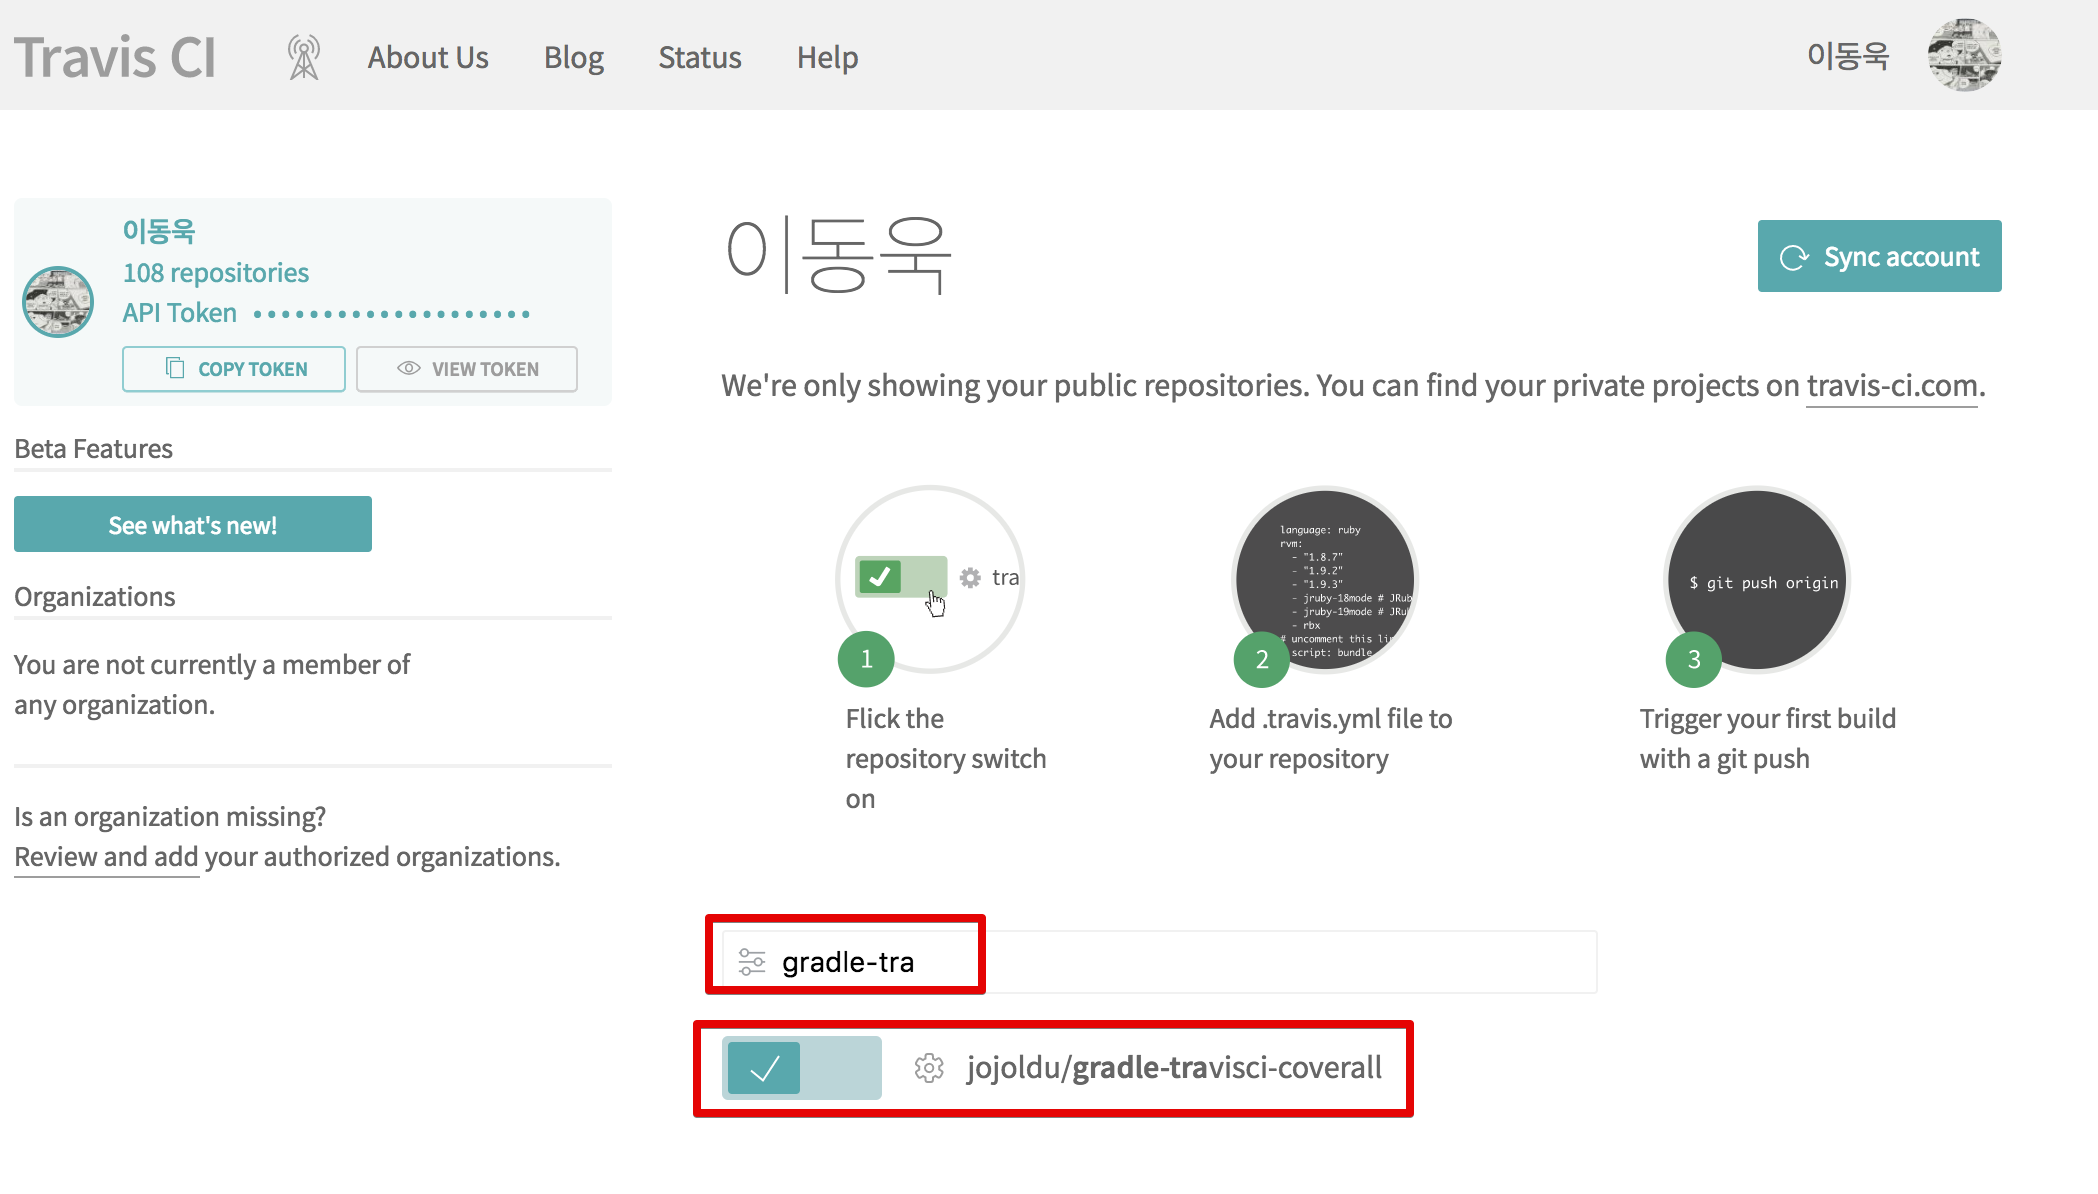 Travis CI
About Us
Blog
Status
Help
이동욱
이동욱
108 repositories
API Token
COPY TOKEN
VIEW TOKEN
Beta Features
See what's new!
Organizations
You are not currently a member of
any organization.
Is an organization missing?
Review and add your authorized organizations.
이동욱
Sync account
We're only showing your public repositories. You can find your private projects on travis-ci.com.
tra
1
Flick the
repository switch
on
language: ruby
rvm:
- "1.8.7"
- "1.9.2"
- "1.9.3"
- jruby-18mode # JRub
- jruby-19mode # JRu
- rbx
# uncomment this li
script: bundle
2
Add .travis.yml file to
your repository
$ git push origin
3
Trigger your first build
with a git push
gradle-tra
jojoldu/gradle-travisci-coverall